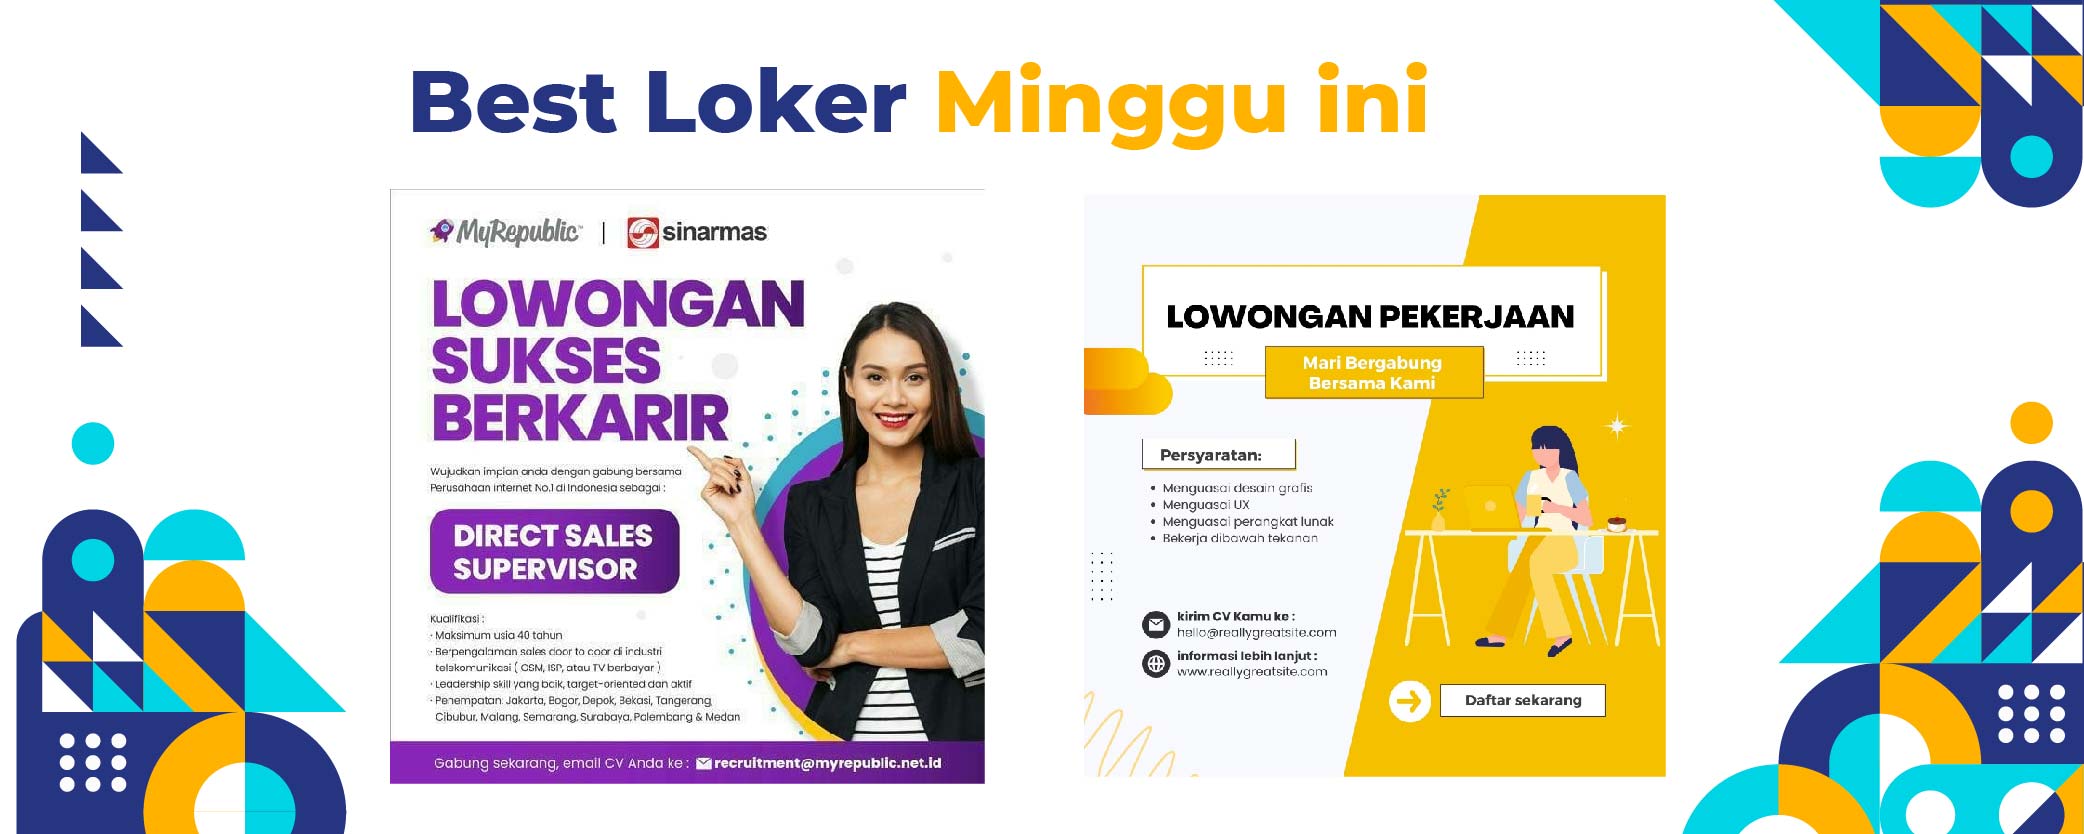 Best Loker Minggu ini
MyRepublic™ | sinarmas
LOWONGAN
SUKSES
BERKARIR
Wujudkan impian anda dengan gabung bersama
Perusahaan internet No.1 di Indonesia sebagai :
DIRECT SALES
SUPERVISOR
Kualifikasi :
· Maksimum usia 40 tahun
· Berpengalaman sales door to coor di industri
telekomunikasi ( GSM, ISP, atau TV berbayar )
· Leadership skill yang baik, target-oriented dan aktif
· Penempatan: Jakarta, Bogor, Depok, Bekasi, Tangerang,
Cibubur, Malang, Semarang, Surabaya, Palembang & Medan
Gabung sekarang, email CV Anda ke : recruitment@myrepublic.net.id
LOWONGAN PEKERJAAN
Mari Bergabung
Bersama Kami
Persyaratan:
• Menguasai desain grafis
• Menguasai UX
• Menguasai perangkat lunak
• Bekerja dibawah tekanan
kirim CV Kamu ke :
hello@reallygreatsite.com
informasi lebih lanjut :
www.reallygreatsite.com
Daftar sekarang